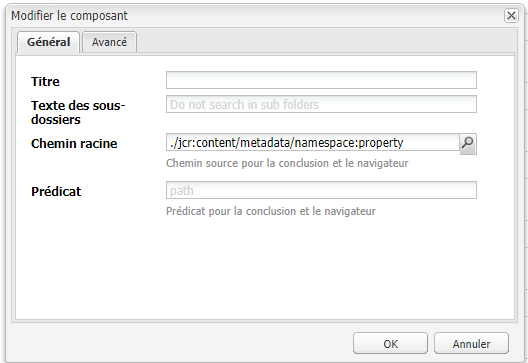 Modifier le composant
Général Avancé
Titre
Texte des sous-dossiers Do not search in sub folders
Chemin racine ./jcr:content/metadata/namespace:property
Chemin source pour la conclusion et le navigateur
Prédicat path
Prédicat pour la conclusion et le navigateur
OK Annuler